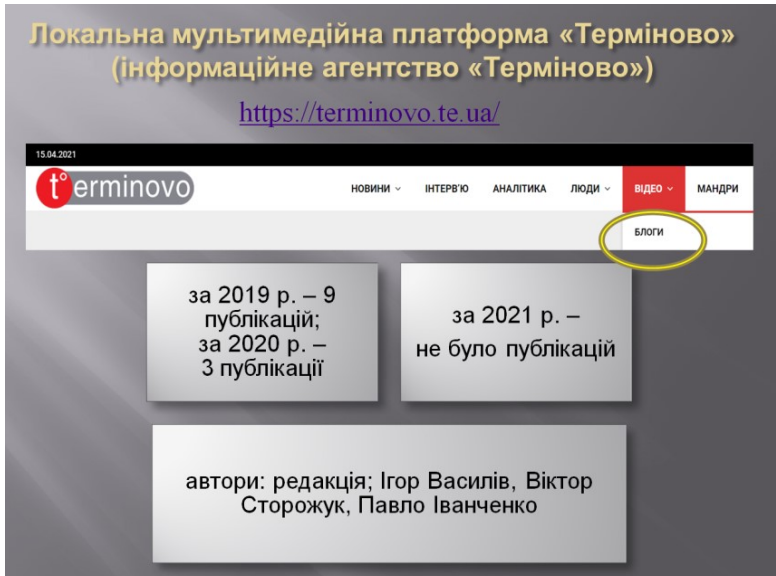 Локальна мультимедійна платформа «Терміново»
(інформаційне агентство «Терміново»)
https://terminovo.te.ua/
15.04.2021
t°erminovo
НОВИНИ ІНТЕРВ'Ю АНАЛІТИКА ЛЮДИ ВІДЕО МАНДРИ
БЛОГИ
за 2019 р. – 9
публікацій;
за 2020 р. –
3 публікації
за 2021 р. –
не було публікацій
автори: редакція; Ігор Василів, Віктор
Сторожук, Павло Іванченко